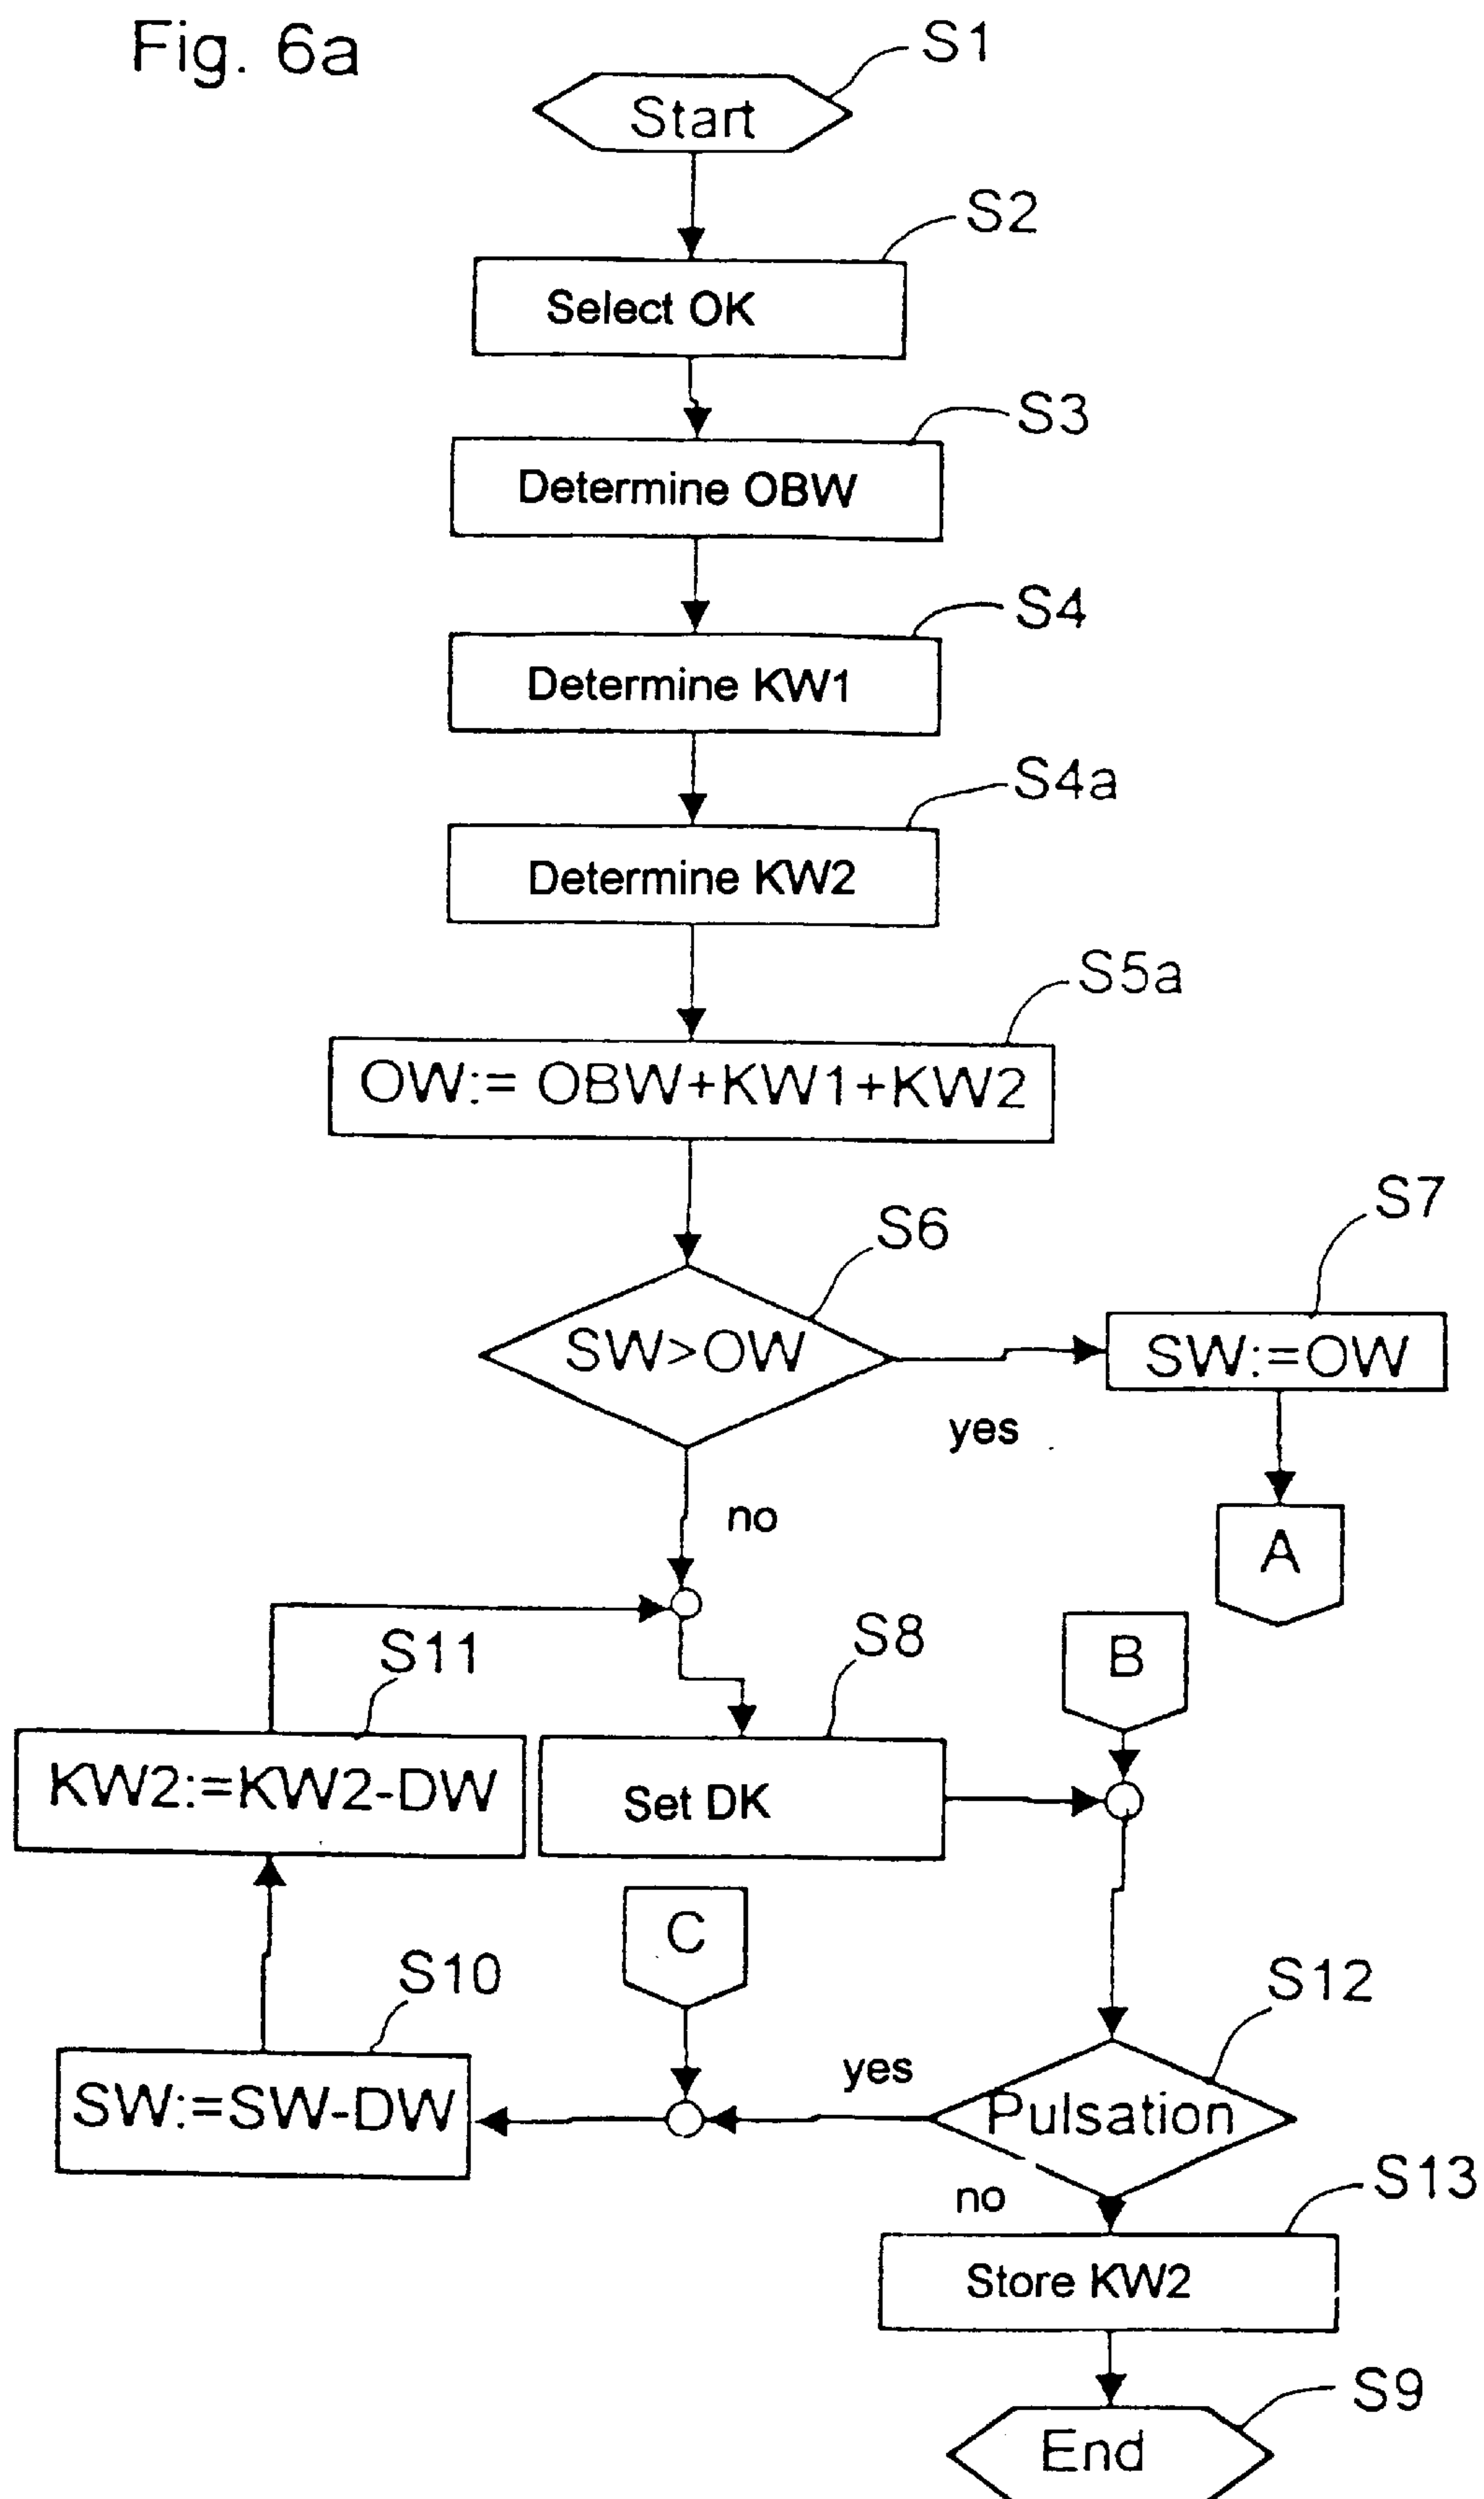 Fig. 6a
S1
Start
S2
Select OK
S3
Determine OBW
S4
Determine KW1
S4a
Determine KW2
S5a
OW:= OBW+KW1+KW2
S6
S7
SW>OW
SW:=OW
yes
no
A
S11
S8
B
KW2:=KW2-DW
Set DK
C
S10
S12
yes
SW:=SW-DW
Pulsation
no
S13
Store KW2
S9
End